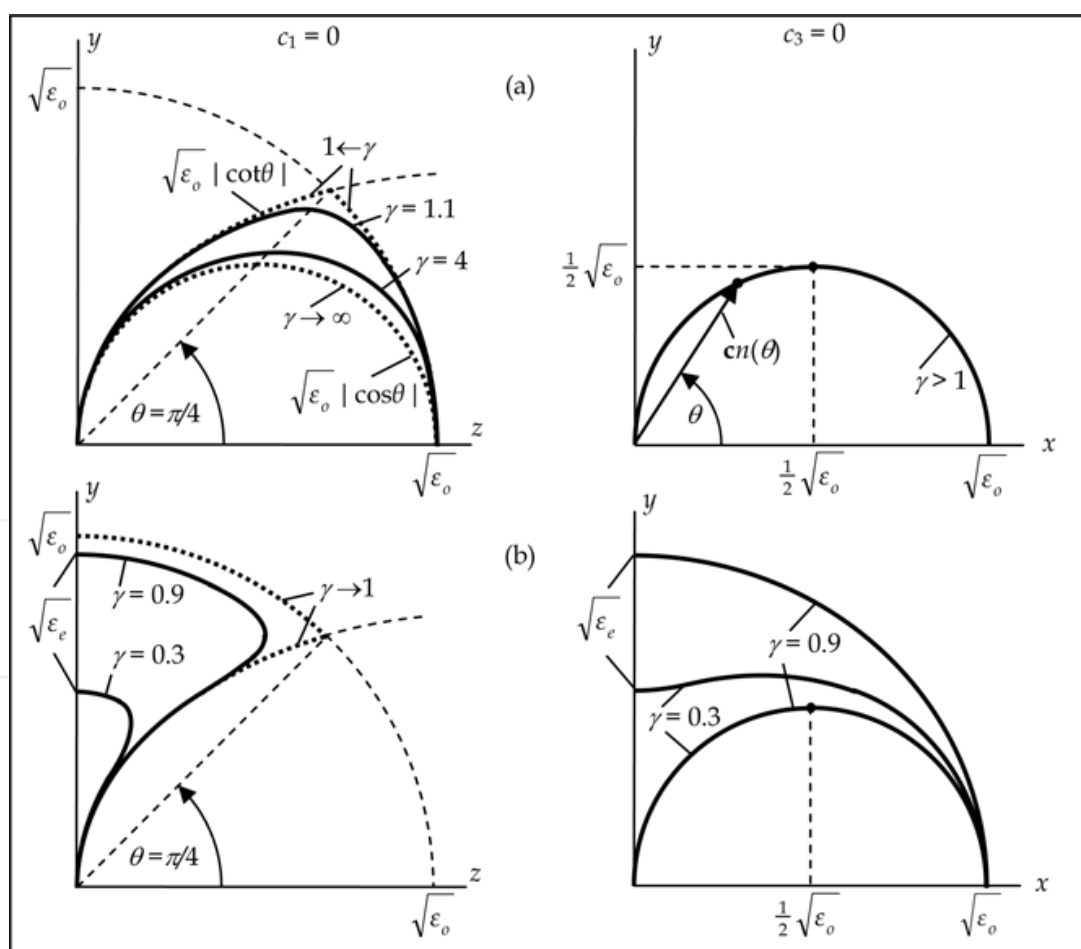 c₁ = 0
c₃ = 0
(a)
y
√εₒ
√εₒ | cotθ |
1←γ
γ = 1.1
γ = 4
γ → ∞
√εₒ | cosθ |
θ = π/4
z
√εₒ
y
½√εₒ
cn(θ)
γ > 1
θ
x
½√εₒ
√εₒ
(b)
y
√εₒ
γ = 0.9
γ→1
√εₑ
γ = 0.3
θ = π/4
z
√εₒ
y
√εₑ
γ = 0.9
γ = 0.3
x
½√εₒ
√εₒ